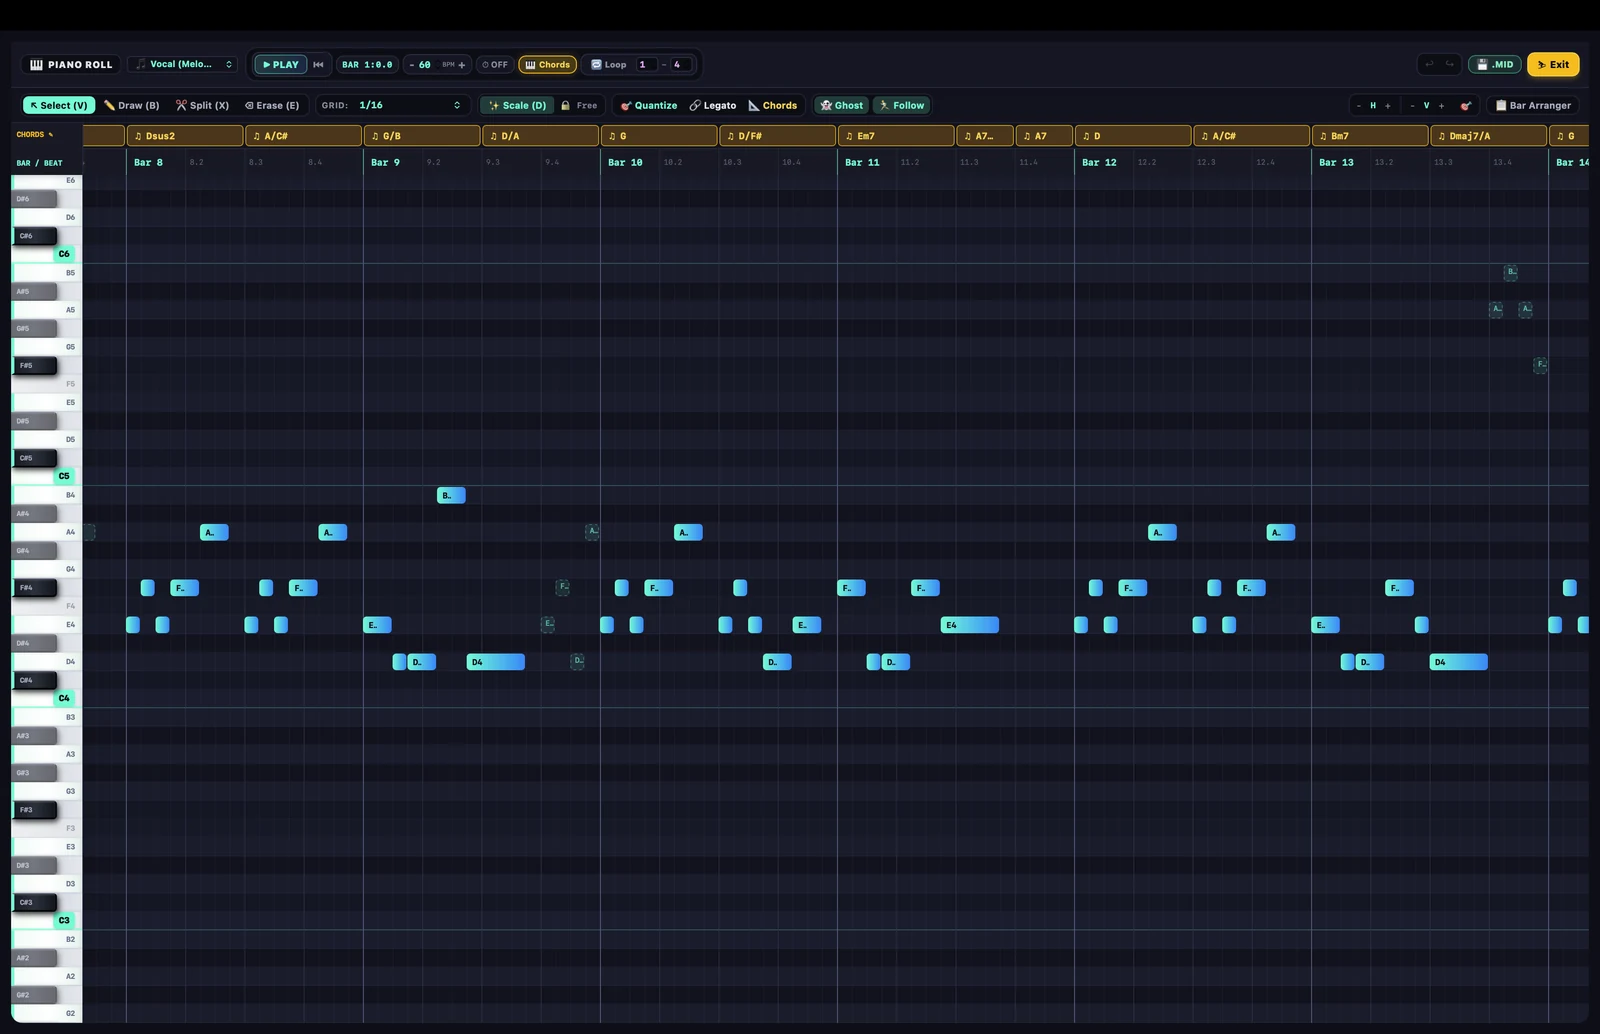 PIANO ROLL Vocal (Melo... PLAY BAR 1:0.0 - 60 BPM + OFF Chords Loop 1 - 4 .MID Exit
Select (V) Draw (B) Split (X) Erase (E) GRID: 1/16 Scale (D) Free Quantize Legato Chords Ghost Follow - H + - V + Bar Arranger
CHORDS Dsus2 A/C# G/B D/A G D/F# Em7 A7… A7 D A/C# Bm7 Dmaj7/A G
BAR / BEAT Bar 8 8.2 8.3 8.4 Bar 9 9.2 9.3 9.4 Bar 10 10.2 10.3 10.4 Bar 11 11.2 11.3 11.4 Bar 12 12.2 12.3 12.4 Bar 13 13.2 13.3 13.4 Bar 14
E6
D#6
D6
C#6
C6
B5 B..
A#5
A5 A.. A..
G#5
G5
F#5 F..
F5
E5
D#5
D5
C#5
C5
B4 B..
A#4
A4 A.. A.. A.. A.. A.. A..
G#4
G4
F#4 F.. F.. F.. F.. F.. F.. F.. F.. F..
F4
E4 E.. E.. E.. E4 E..
D#4
D4 D.. D4 D.. D.. D.. D.. D4
C#4
C4
B3
A#3
A3
G#3
G3
F#3
F3
E3
D#3
D3
C#3
C3
B2
A#2
A2
G#2
G2